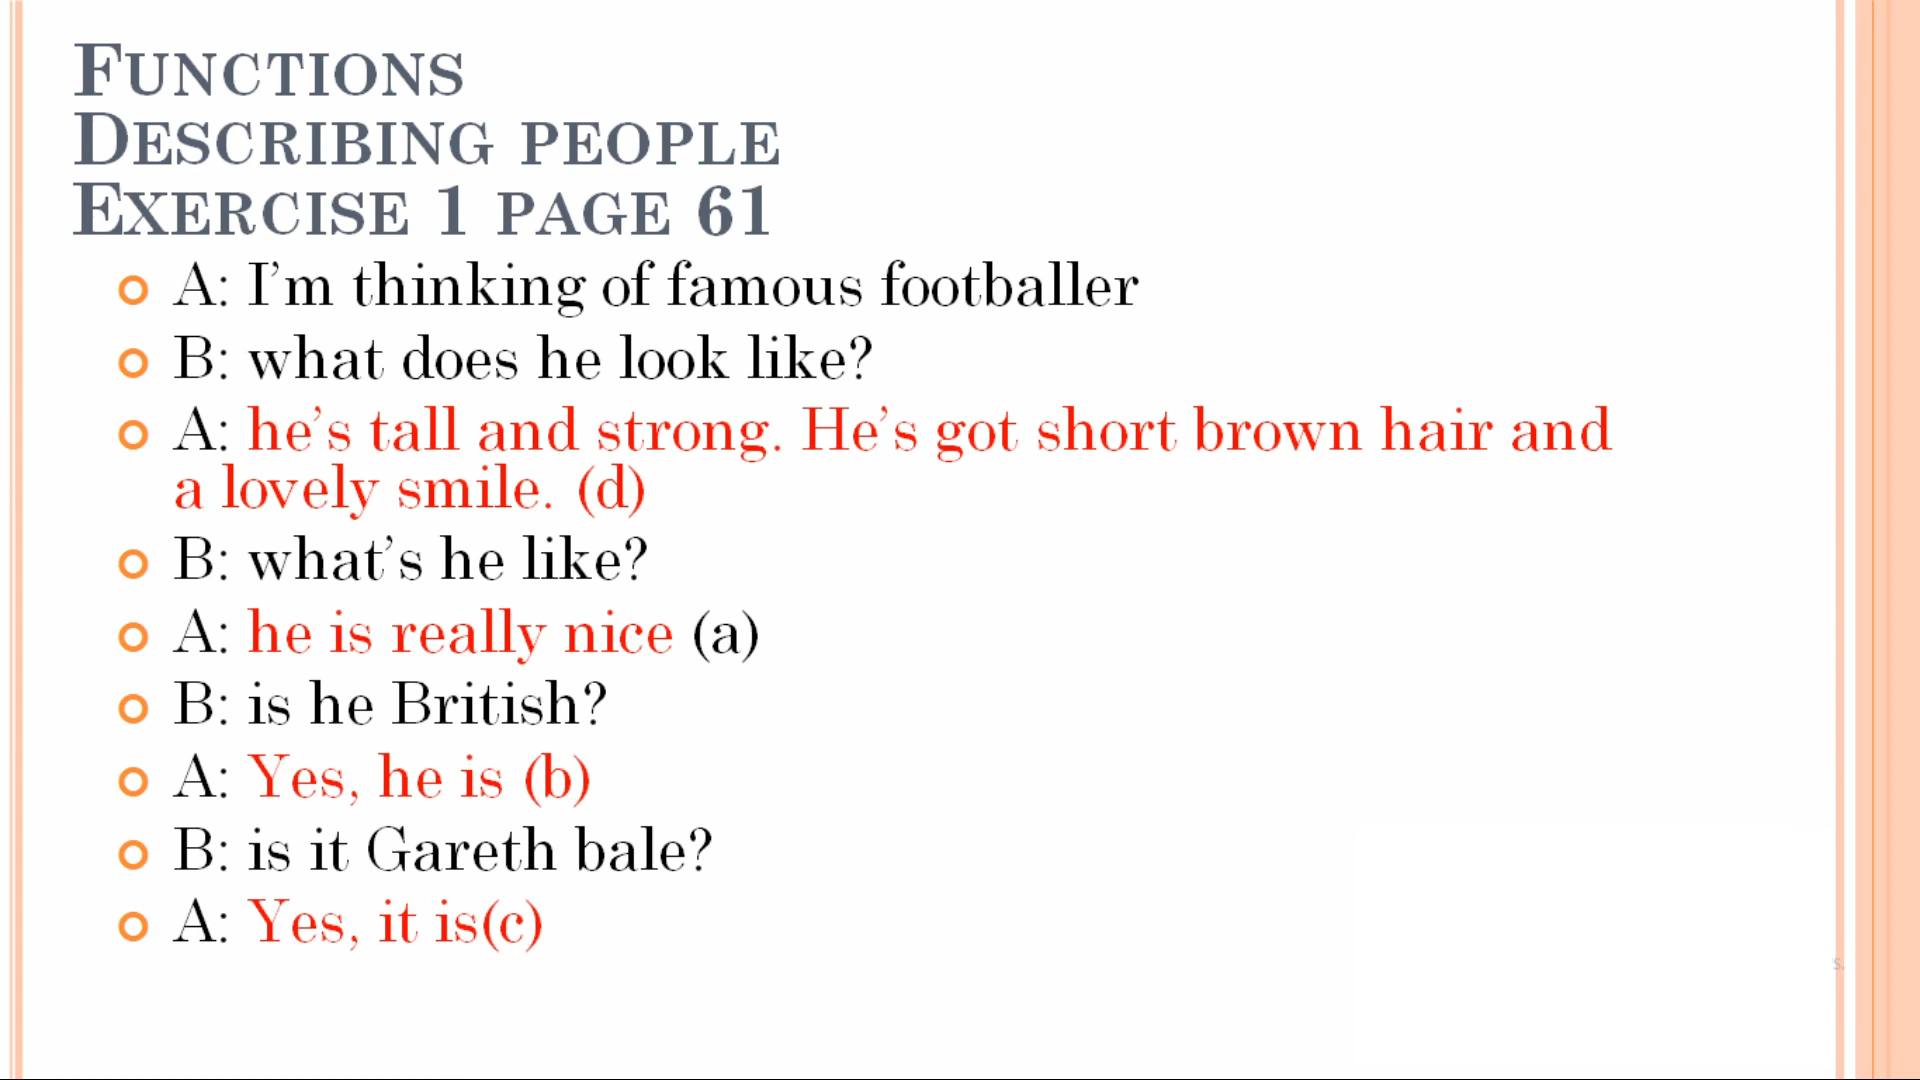 FUNCTIONS
DESCRIBING PEOPLE
EXERCISE 1 PAGE 61
A: I'm thinking of famous footballer
B: what does he look like?
A: he's tall and strong. He's got short brown hair and
a lovely smile. (d)
B: what's he like?
A: he is really nice (a)
B: is he British?
A: Yes, he is (b)
B: is it Gareth bale?
A: Yes, it is(c)
s.